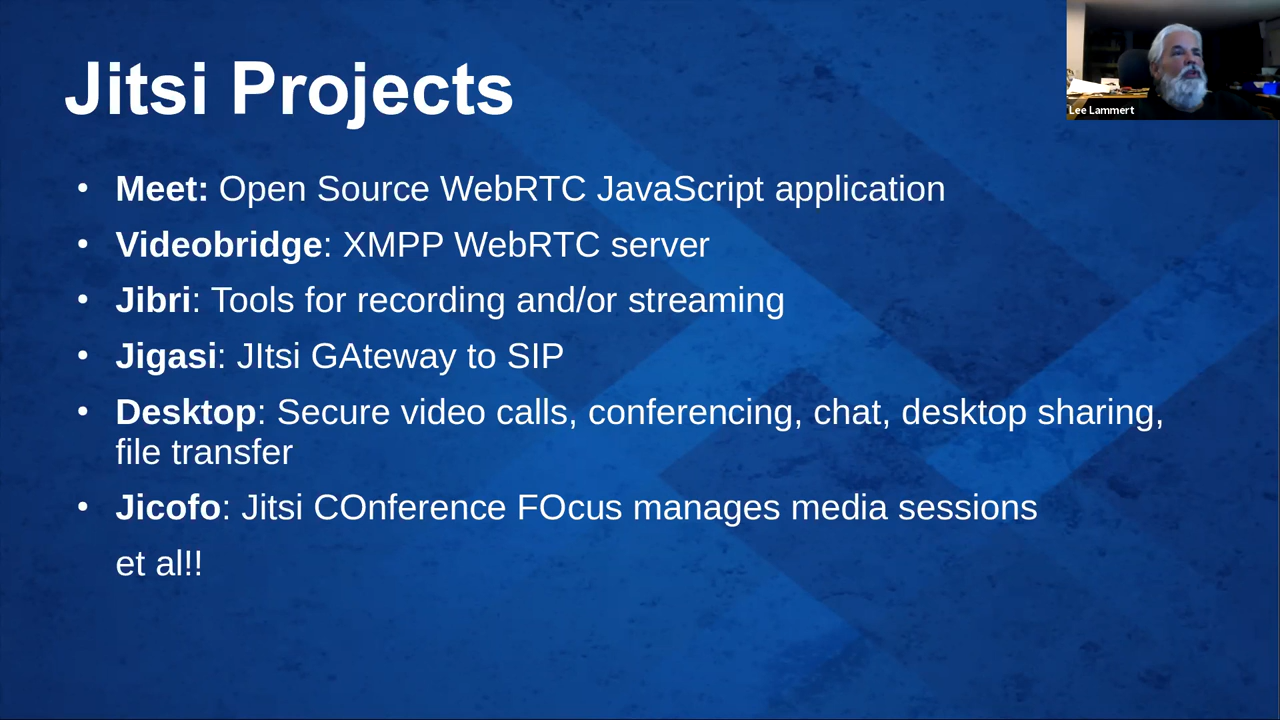 Jitsi Projects
Lee Lammert
• Meet: Open Source WebRTC JavaScript application
• Videobridge: XMPP WebRTC server
• Jibri: Tools for recording and/or streaming
• Jigasi: JItsi GAteway to SIP
• Desktop: Secure video calls, conferencing, chat, desktop sharing,
file transfer
• Jicofo: Jitsi COnference FOcus manages media sessions
et al!!